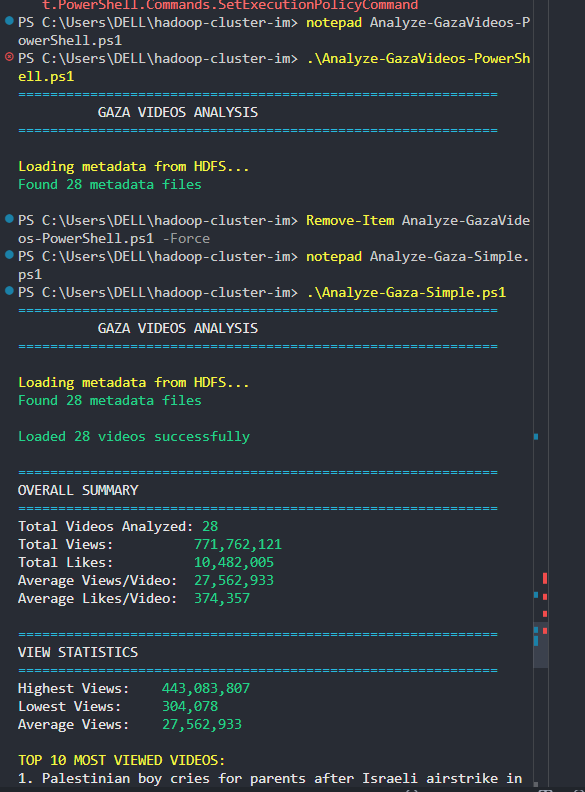 t.PowerShell.Commands.SetExecutionPolicyCommand
PS C:\Users\DELL\hadoop-cluster-im> notepad Analyze-GazaVideos-P
owerShell.ps1
PS C:\Users\DELL\hadoop-cluster-im> .\Analyze-GazaVideos-PowerSh
ell.ps1
============================================================
GAZA VIDEOS ANALYSIS
============================================================
Loading metadata from HDFS...
Found 28 metadata files
PS C:\Users\DELL\hadoop-cluster-im> Remove-Item Analyze-GazaVide
os-PowerShell.ps1 -Force
PS C:\Users\DELL\hadoop-cluster-im> notepad Analyze-Gaza-Simple.
ps1
PS C:\Users\DELL\hadoop-cluster-im> .\Analyze-Gaza-Simple.ps1
============================================================
GAZA VIDEOS ANALYSIS
============================================================
Loading metadata from HDFS...
Found 28 metadata files
Loaded 28 videos successfully
============================================================
OVERALL SUMMARY
============================================================
Total Videos Analyzed: 28
Total Views: 771,762,121
Total Likes: 10,482,005
Average Views/Video: 27,562,933
Average Likes/Video: 374,357
============================================================
VIEW STATISTICS
============================================================
Highest Views: 443,083,807
Lowest Views: 304,078
Average Views: 27,562,933
TOP 10 MOST VIEWED VIDEOS:
1. Palestinian boy cries for parents after Israeli airstrike in